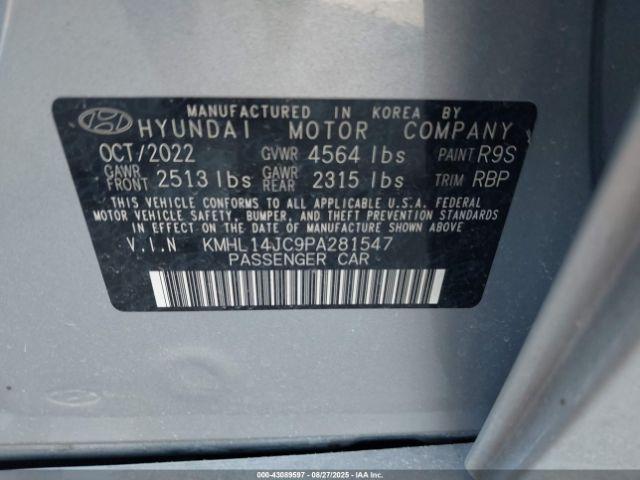 MANUFACTURED IN KOREA BY
HYUNDAI MOTOR COMPANY
OCT/2022 GVWR 4564 lbs PAINT R9S
GAWR FRONT 2513 lbs GAWR REAR 2315 lbs TRIM RBP
THIS VEHICLE CONFORMS TO ALL APPLICABLE U.S.A. FEDERAL
MOTOR VEHICLE SAFETY, BUMPER, AND THEFT PREVENTION
STANDARDS IN EFFECT ON THE DATE OF MANUFACTURE SHOWN ABOVE.
V.I.N KMHL14JC9PA281547
PASSENGER CAR
000-43089597 - 08/27/2025 - IAAI, Inc.